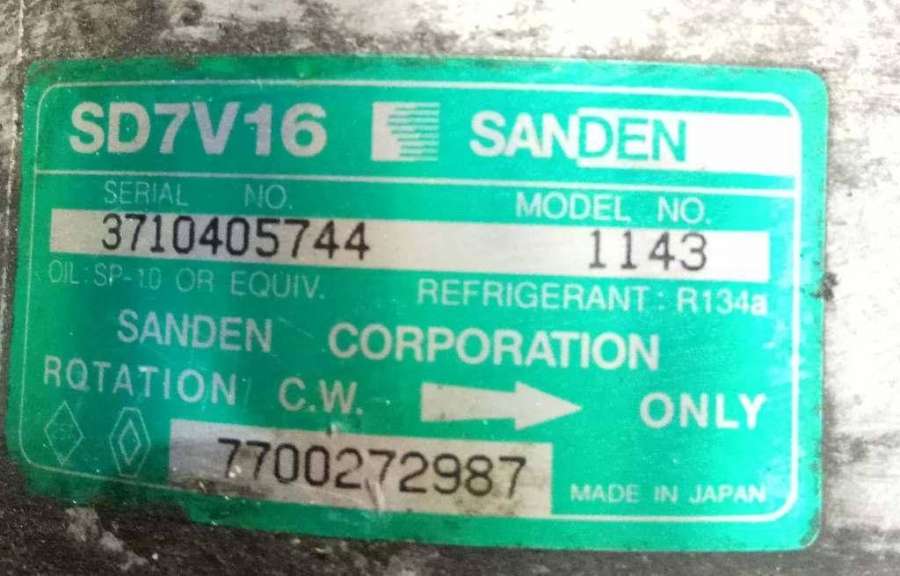 SD7V16 SANDEN
SERIAL NO. MODEL NO.
3710405744 1143
OIL: SP-10 OR EQUIV. REFRIGERANT: R134a
SANDEN CORPORATION
ROTATION C.W. ONLY
7700272987 MADE IN JAPAN